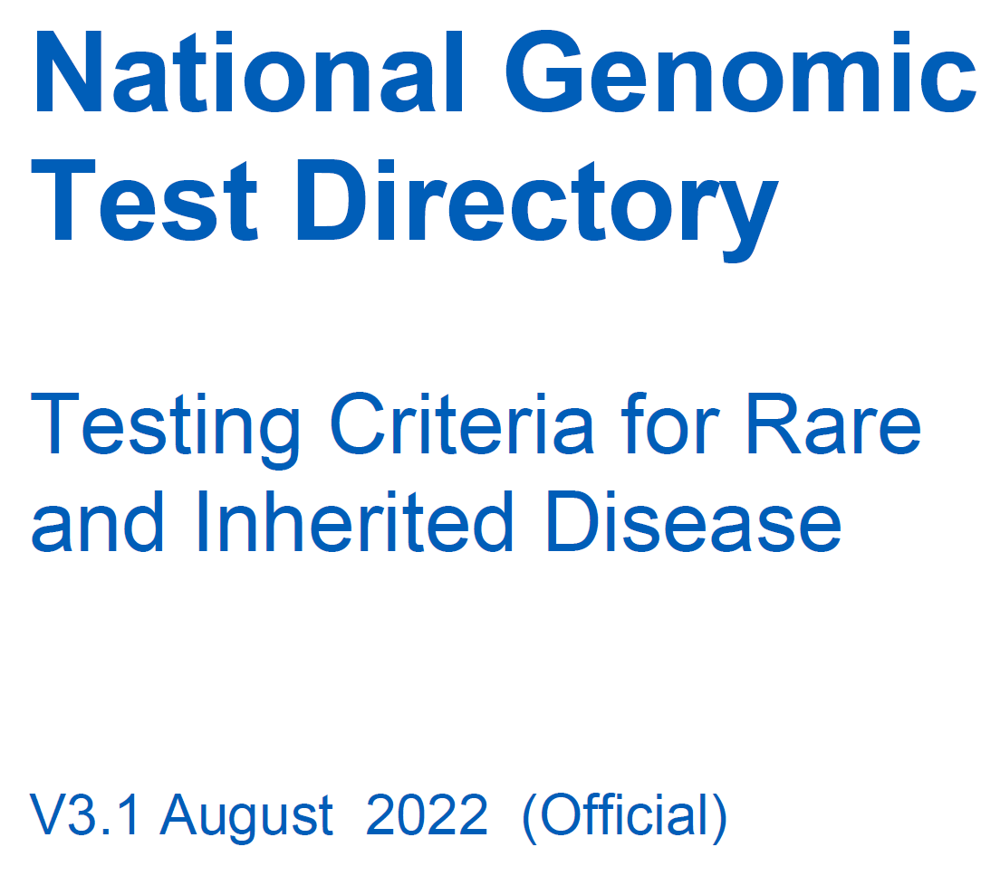 National Genomic
Test Directory
Testing Criteria for Rare
and Inherited Disease
V3.1 August  2022  (Official)